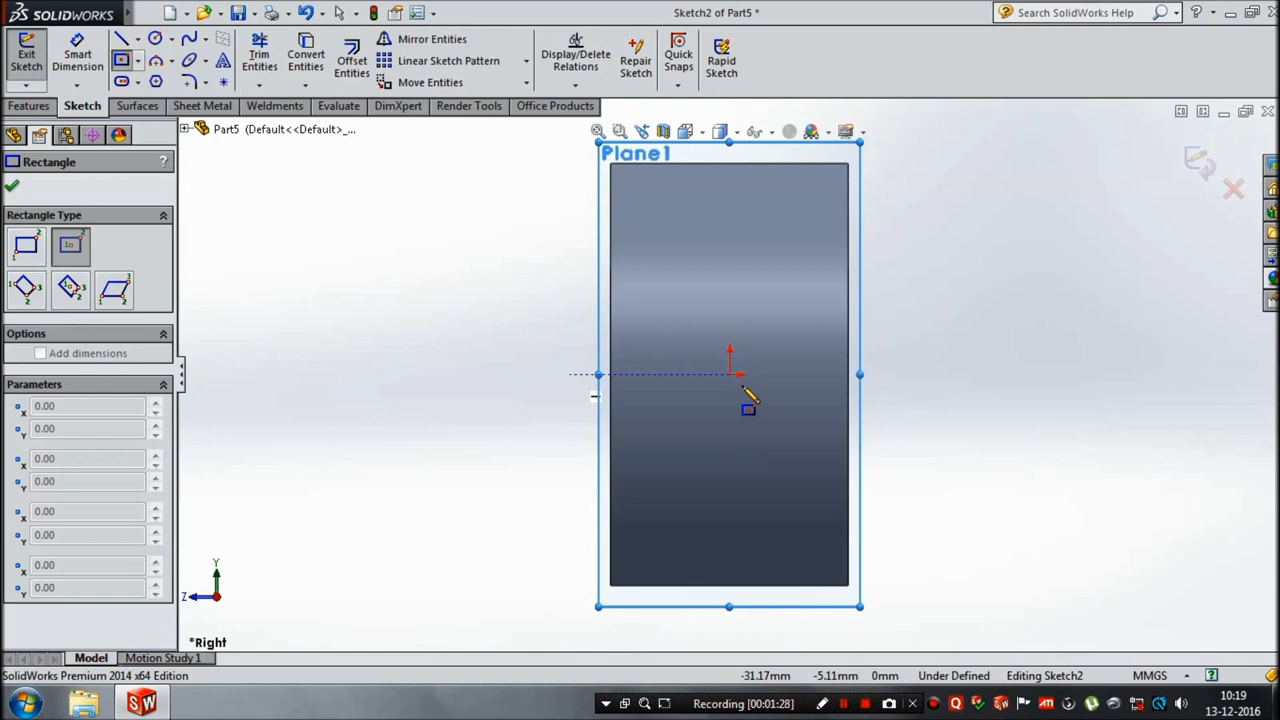 SOLIDWORKS
Sketch2 of Part5 *
Search SolidWorks Help
Exit Sketch
Smart Dimension
Trim Entities
Convert Entities
Offset Entities
Mirror Entities
Linear Sketch Pattern
Move Entities
Display/Delete Relations
Repair Sketch
Quick Snaps
Rapid Sketch
Features
Sketch
Surfaces
Sheet Metal
Weldments
Evaluate
DimXpert
Render Tools
Office Products
Part5 (Default<<Default>_...
Plane1
Rectangle
?
Rectangle Type
Options
Add dimensions
Parameters
X 0.00
Y 0.00
X 0.00
Y 0.00
X 0.00
Y 0.00
X 0.00
Y 0.00
Y
Z
*Right
Model
Motion Study 1
SolidWorks Premium 2014 x64 Edition
-31.17mm
-5.11mm
0mm
Under Defined
Editing Sketch2
MMGS
Recording [00:01:28]
10:19
13-12-2016